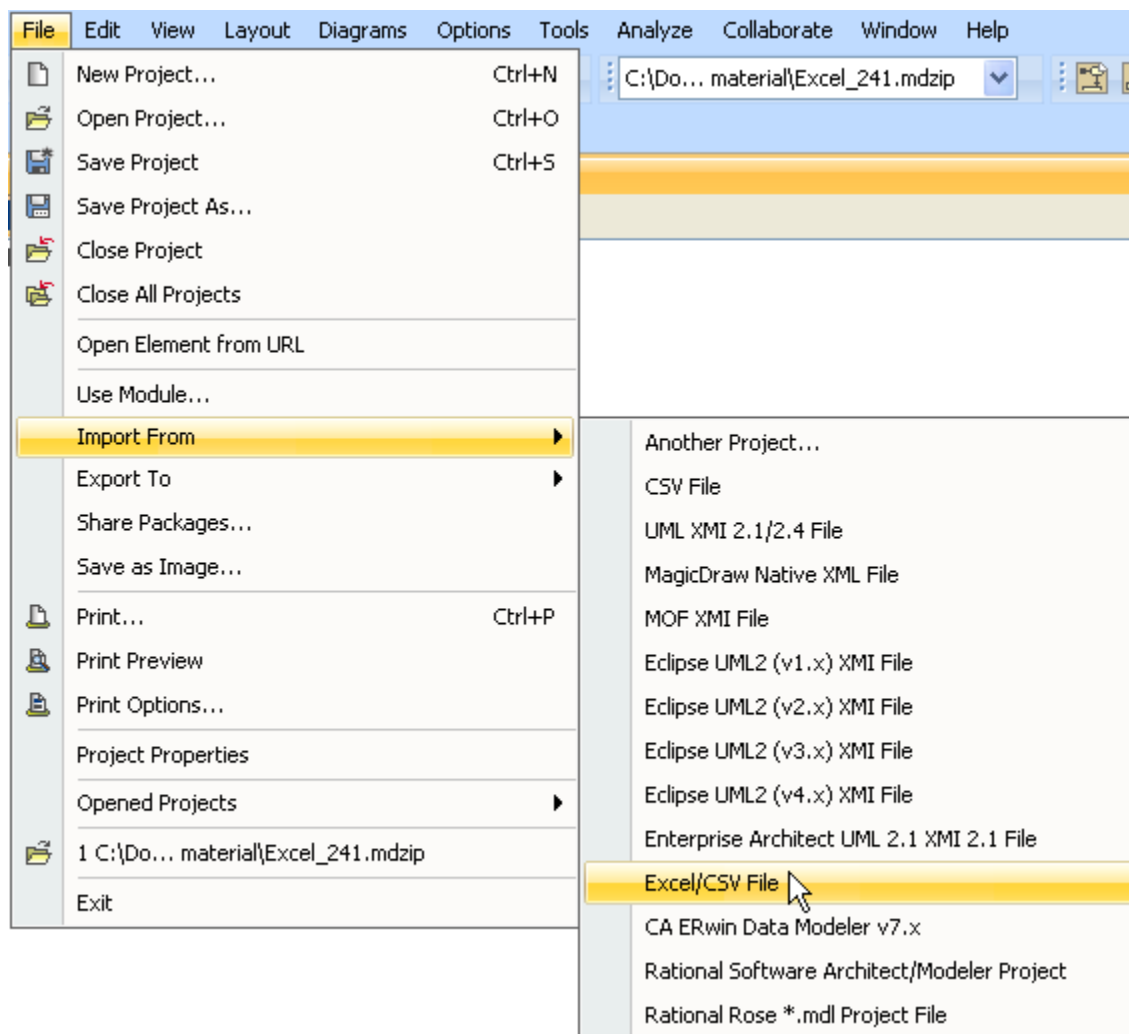 File Edit View Layout Diagrams Options Tools Analyze Collaborate Window Help
New Project... Ctrl+N
C:\Do... material\Excel_241.mdzip
Open Project... Ctrl+O
Save Project Ctrl+S
Save Project As...
Close Project
Close All Projects
Open Element from URL
Use Module...
Import From
Export To
Share Packages...
Save as Image...
Print... Ctrl+P
Print Preview
Print Options...
Project Properties
Opened Projects
1 C:\Do... material\Excel_241.mdzip
Exit
Another Project...
CSV File
UML XMI 2.1/2.4 File
MagicDraw Native XML File
MOF XMI File
Eclipse UML2 (v1.x) XMI File
Eclipse UML2 (v2.x) XMI File
Eclipse UML2 (v3.x) XMI File
Eclipse UML2 (v4.x) XMI File
Enterprise Architect UML 2.1 XMI 2.1 File
Excel/CSV File
CA ERwin Data Modeler v7.x
Rational Software Architect/Modeler Project
Rational Rose *.mdl Project File